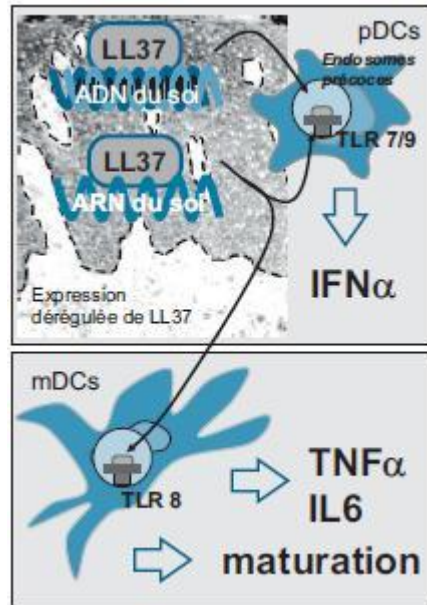 LL37
ADN du soi
LL37
ARN du soi
Expression
dérégulée de LL37
pDCs
Endosomes
précoces
TLR 7/9
IFNα
mDCs
TLR 8
TNFα
IL6
maturation